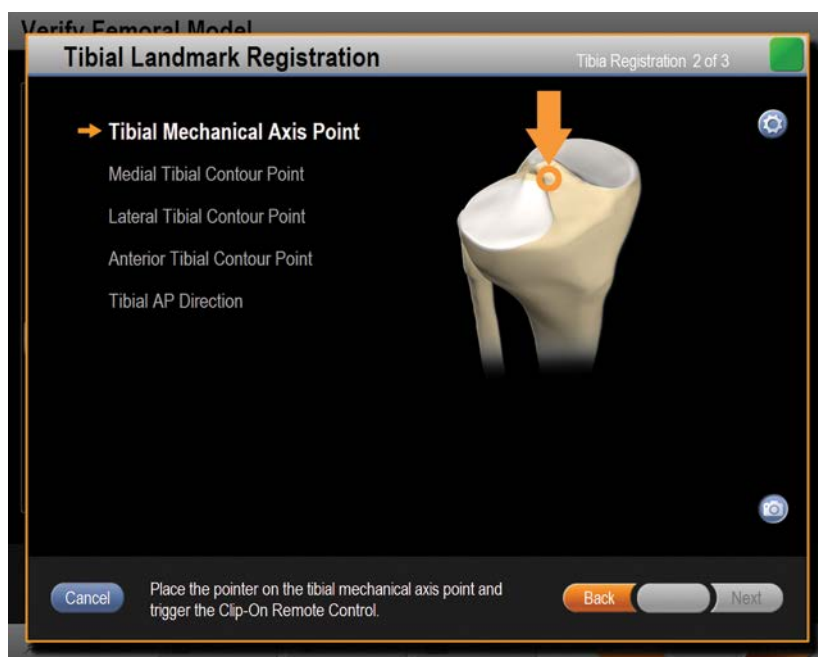 Verify Femoral Model
Tibial Landmark Registration
Tibia Registration 2 of 3
Tibial Mechanical Axis Point
Medial Tibial Contour Point
Lateral Tibial Contour Point
Anterior Tibial Contour Point
Tibial AP Direction
Cancel
Place the pointer on the tibial mechanical axis point and
trigger the Clip-On Remote Control.
Back
Next